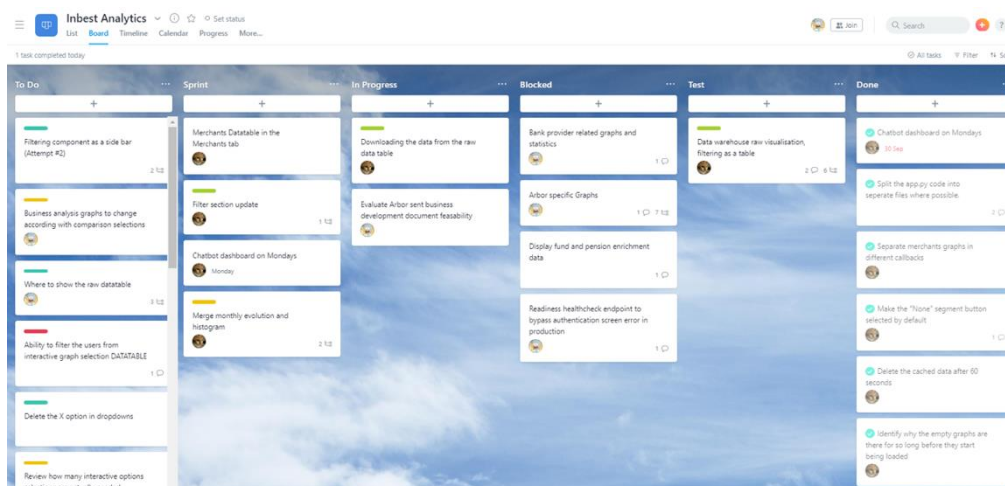 Inbest Analytics
Set status
List Board Timeline Calendar Progress More...
Join
Search
1 task completed today
All tasks
Filter
To Do
Filtering component as a side bar
(Attempt #2)
2
Business analysis graphs to change
according with comparison selections
Where to show the raw datatable
3
Ability to filter the users from
interactive graph selection DATATABLE
1
Delete the X option in dropdowns
Review how many interactive options
Sprint
Merchants Datatable in the
Merchants tab
Filter section update
1
Chatbot dashboard on Mondays
Monday
Merge monthly evolution and
histogram
2
In Progress
Downloading the data from the raw
data table
Evaluate Arbor sent business
development document feasability
Blocked
Bank provider related graphs and
statistics
1
Arbor specific Graphs
1 7
Display fund and pension enrichment
data
1
Readiness healthcheck endpoint to
bypass authentication screen error in
production
1
Test
Data warehouse raw visualisation,
filtering as a table
2
Done
Chatbot dashboard on Mondays
30 Sep
Split the app.py code into
seperate files where possible.
2
Separate merchants graphs in
different callbacks
Make the "None" segment button
selected by default
1
Delete the cached data after 60
seconds
Identify why the empty graphs are
there for so long before they start
being loaded